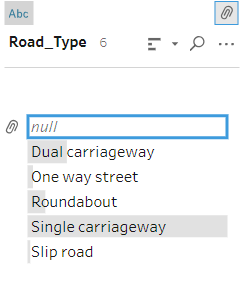 Abc
Road_Type 6
null
Dual carriageway
One way street
Roundabout
Single carriageway
Slip road